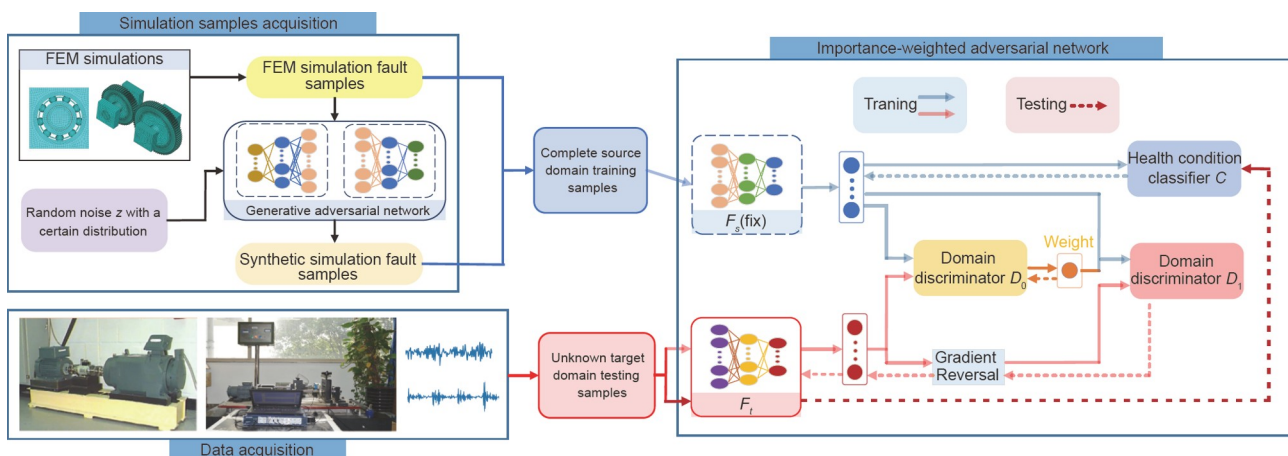 Simulation samples acquisition
FEM simulations
FEM simulation fault
samples
Generative adversarial network
Random noise z with a
certain distribution
Synthetic simulation fault
samples
Complete source
domain training
samples
Importance-weighted adversarial network
Traning
Testing
Fₛ(fix)
Health condition
classifier C
Weight
Domain
discriminator D₀
Domain
discriminator D₁
Gradient
Reversal
Fₜ
Unknown target
domain testing
samples
Data acquisition